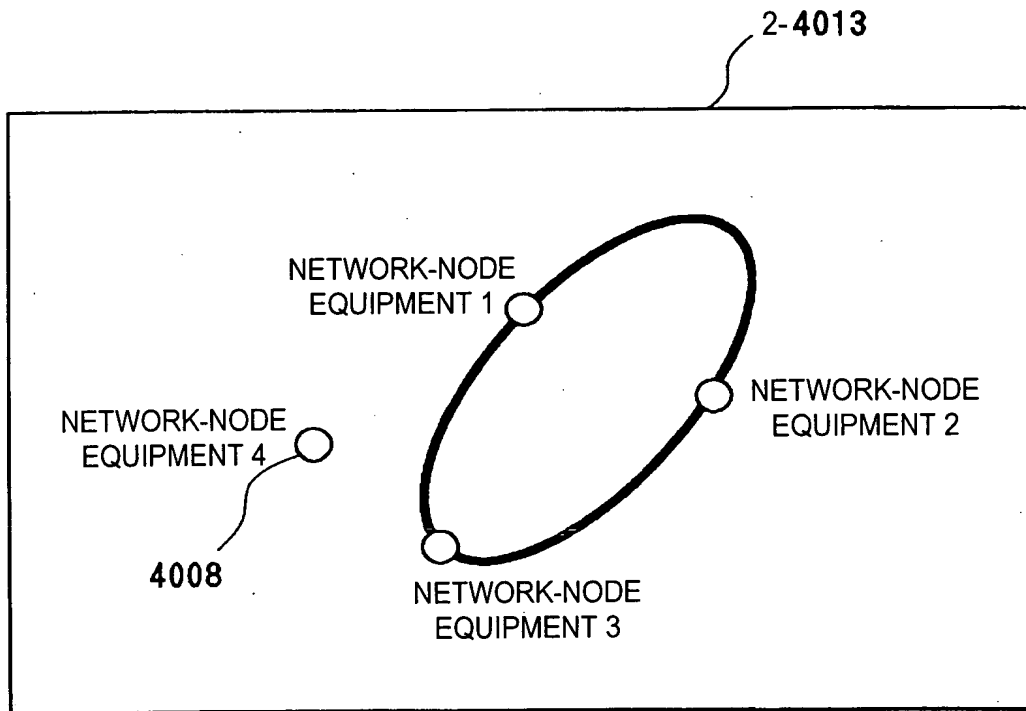 2-4013
NETWORK-NODE
EQUIPMENT 1
NETWORK-NODE
EQUIPMENT 2
NETWORK-NODE
EQUIPMENT 4
4008
NETWORK-NODE
EQUIPMENT 3